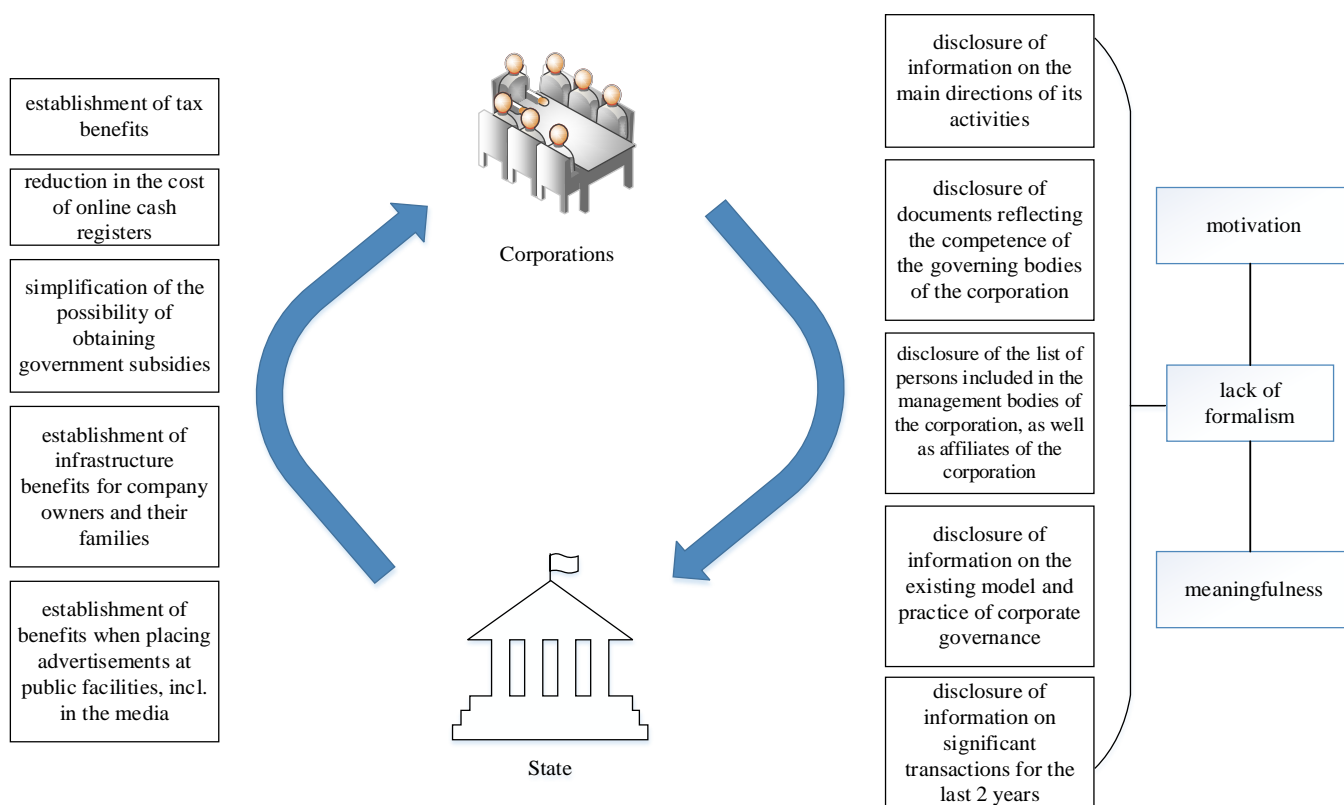 establishment of tax
benefits
reduction in the cost
of online cash
registers
simplification of the
possibility of
obtaining
government subsidies
establishment of
infrastructure
benefits for company
owners and their
families
establishment of
benefits when placing
advertisements at
public facilities, incl.
in the media
Corporations
State
disclosure of
information on the
main directions of its
activities
disclosure of
documents reflecting
the competence of
the governing bodies
of the corporation
disclosure of the list of
persons included in the
management bodies of
the corporation, as well
as affiliates of the
corporation
disclosure of
information on the
existing model and
practice of corporate
governance
disclosure of
information on
significant
transactions for the
last 2 years
motivation
lack of
formalism
meaningfulness